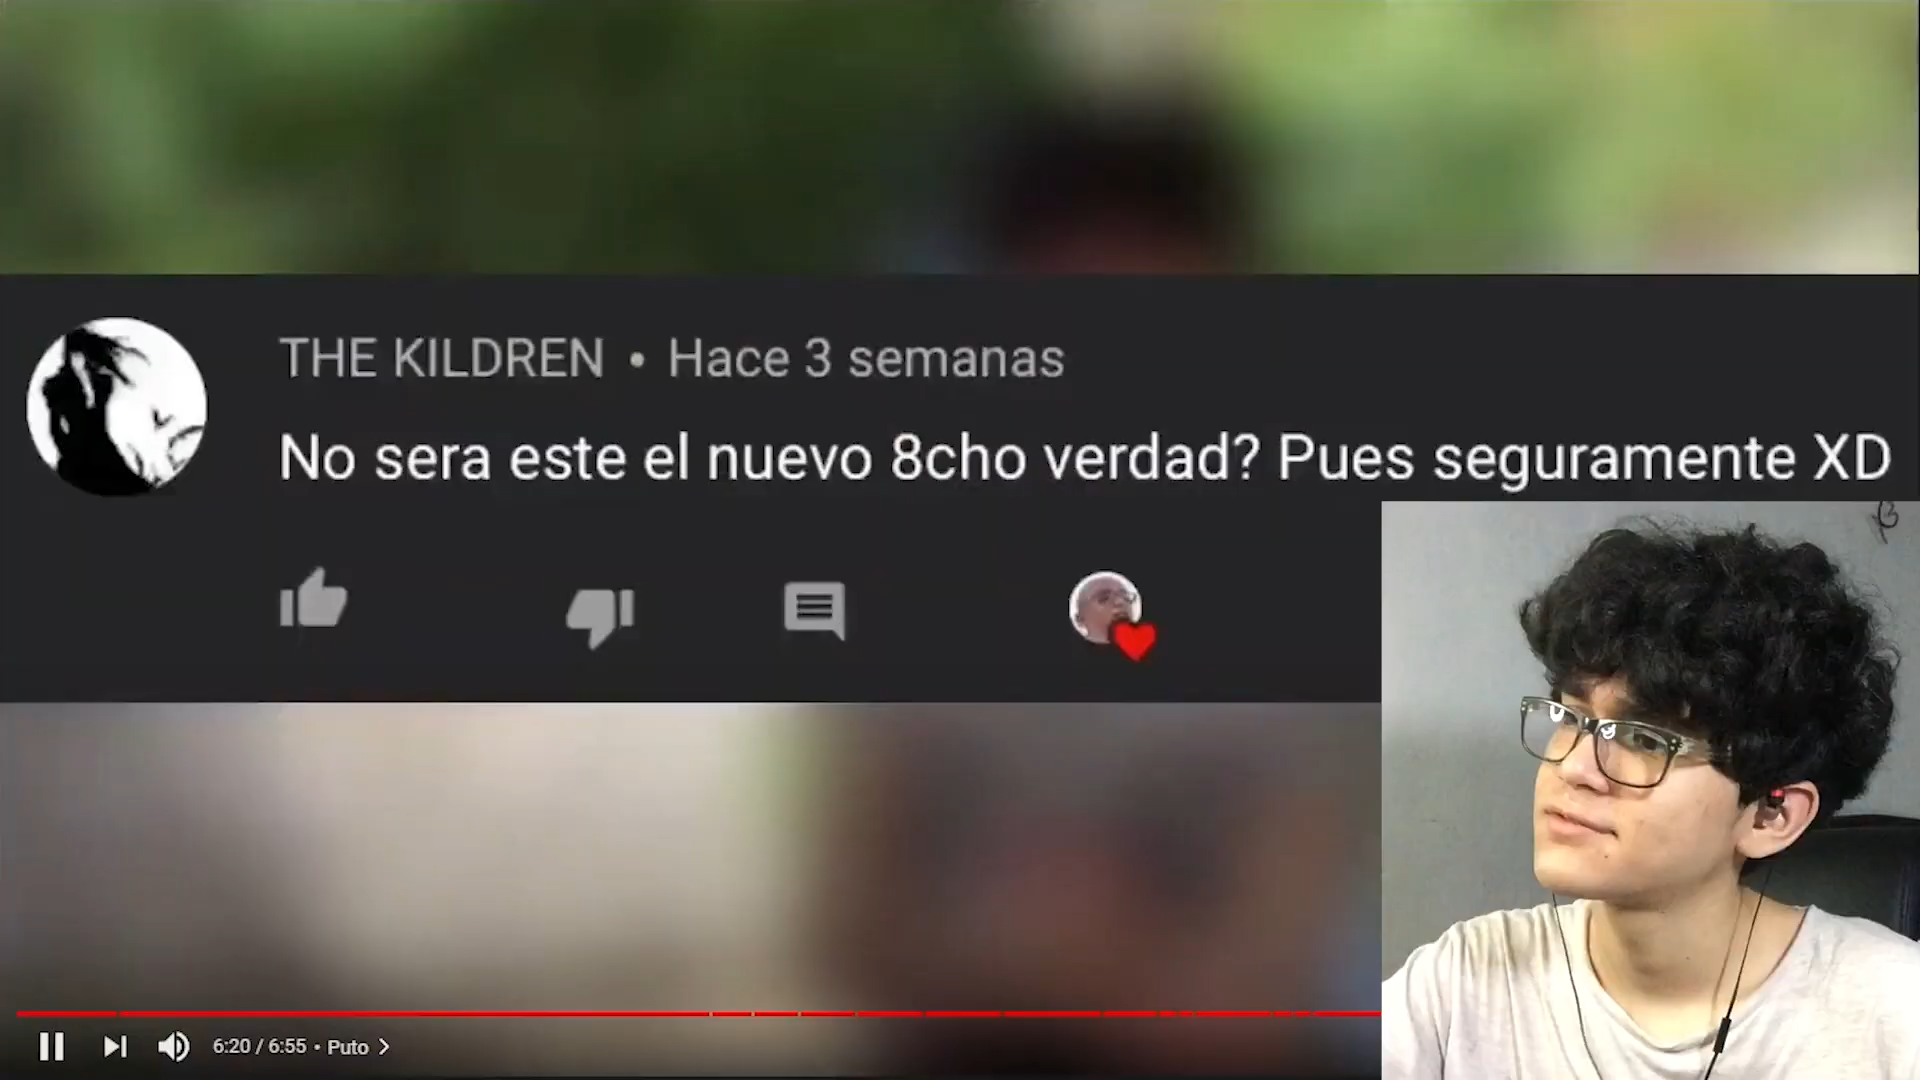 THE KILDREN • Hace 3 semanas
No sera este el nuevo 8cho verdad? Pues seguramente XD
6:20 / 6:55 • Puto >